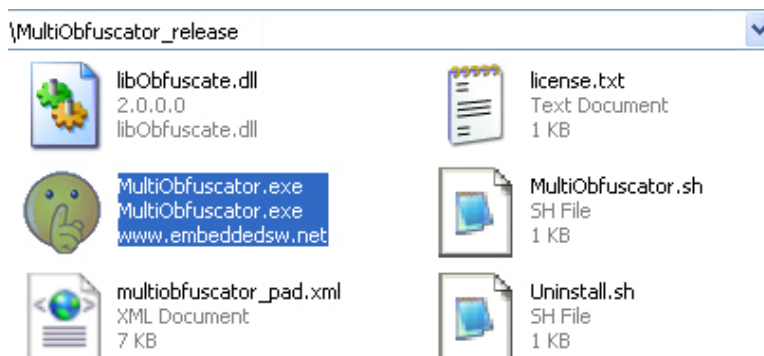 \MultiObfuscator_release
libObfuscate.dll
2.0.0.0
libObfuscate.dll
license.txt
Text Document
1 KB
MultiObfuscator.exe
MultiObfuscator.exe
www.embeddedsw.net
MultiObfuscator.sh
SH File
1 KB
multiobfuscator_pad.xml
XML Document
7 KB
Uninstall.sh
SH File
1 KB